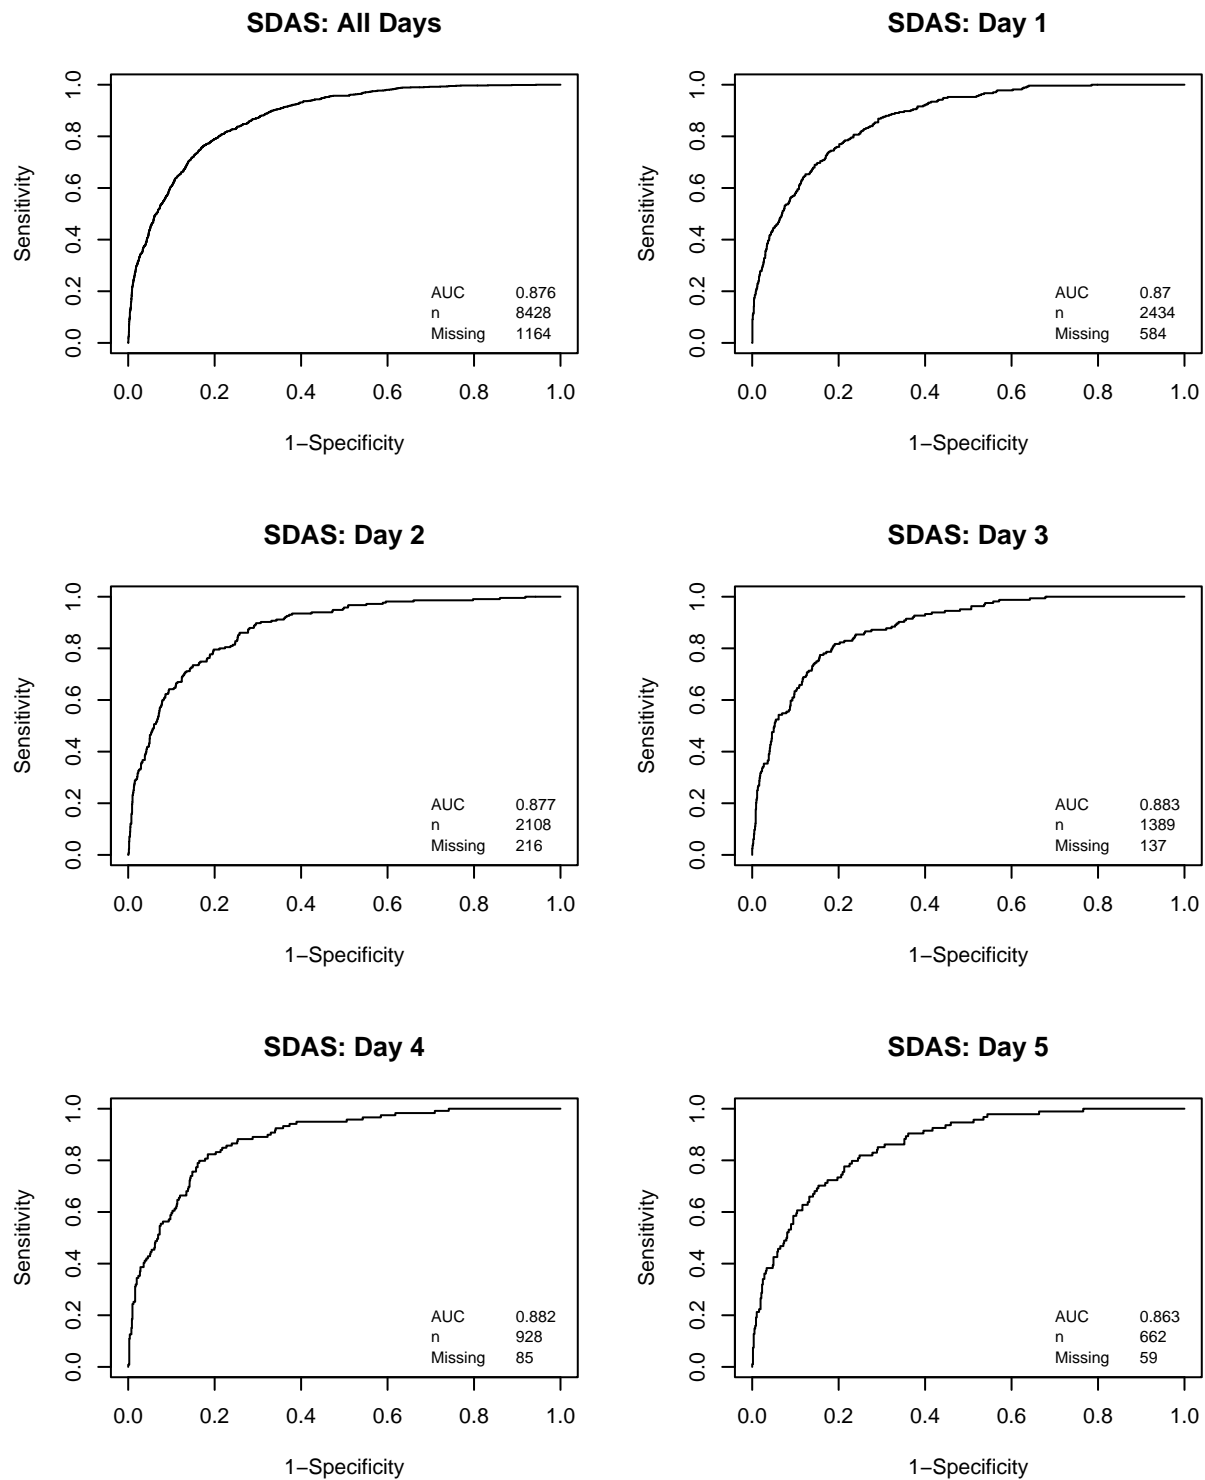 SDAS: All Days
Sensitivity
0.0 0.2 0.4 0.6 0.8 1.0
AUC 0.876
n 8428
Missing 1164
0.0 0.2 0.4 0.6 0.8 1.0
1−Specificity
SDAS: Day 1
Sensitivity
0.0 0.2 0.4 0.6 0.8 1.0
AUC 0.87
n 2434
Missing 584
0.0 0.2 0.4 0.6 0.8 1.0
1−Specificity
SDAS: Day 2
Sensitivity
0.0 0.2 0.4 0.6 0.8 1.0
AUC 0.877
n 2108
Missing 216
0.0 0.2 0.4 0.6 0.8 1.0
1−Specificity
SDAS: Day 3
Sensitivity
0.0 0.2 0.4 0.6 0.8 1.0
AUC 0.883
n 1389
Missing 137
0.0 0.2 0.4 0.6 0.8 1.0
1−Specificity
SDAS: Day 4
Sensitivity
0.0 0.2 0.4 0.6 0.8 1.0
AUC 0.882
n 928
Missing 85
0.0 0.2 0.4 0.6 0.8 1.0
1−Specificity
SDAS: Day 5
Sensitivity
0.0 0.2 0.4 0.6 0.8 1.0
AUC 0.863
n 662
Missing 59
0.0 0.2 0.4 0.6 0.8 1.0
1−Specificity